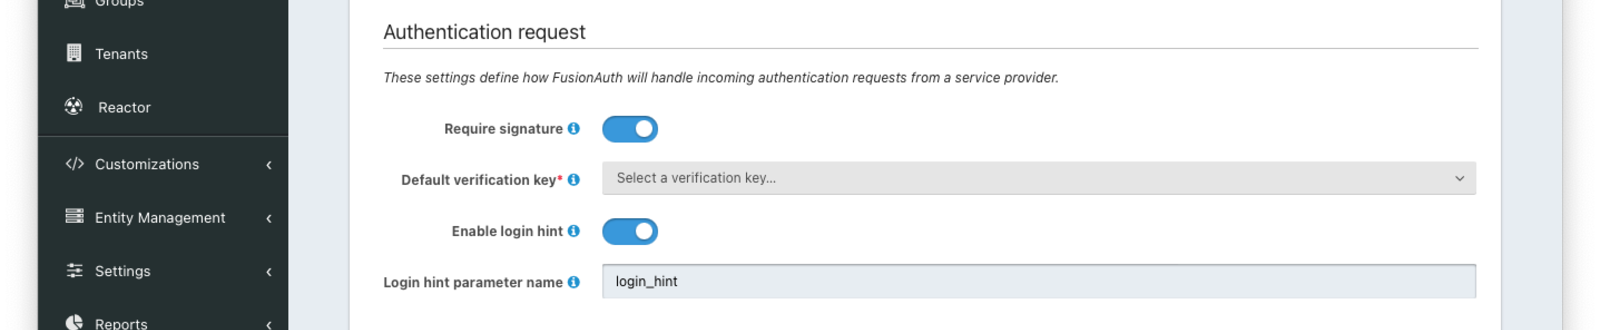 Groups
Tenants
Reactor
Customizations
Entity Management
Settings
Reports
Authentication request
These settings define how FusionAuth will handle incoming authentication requests from a service provider.
Require signature
Default verification key* Select a verification key...
Enable login hint
Login hint parameter name login_hint